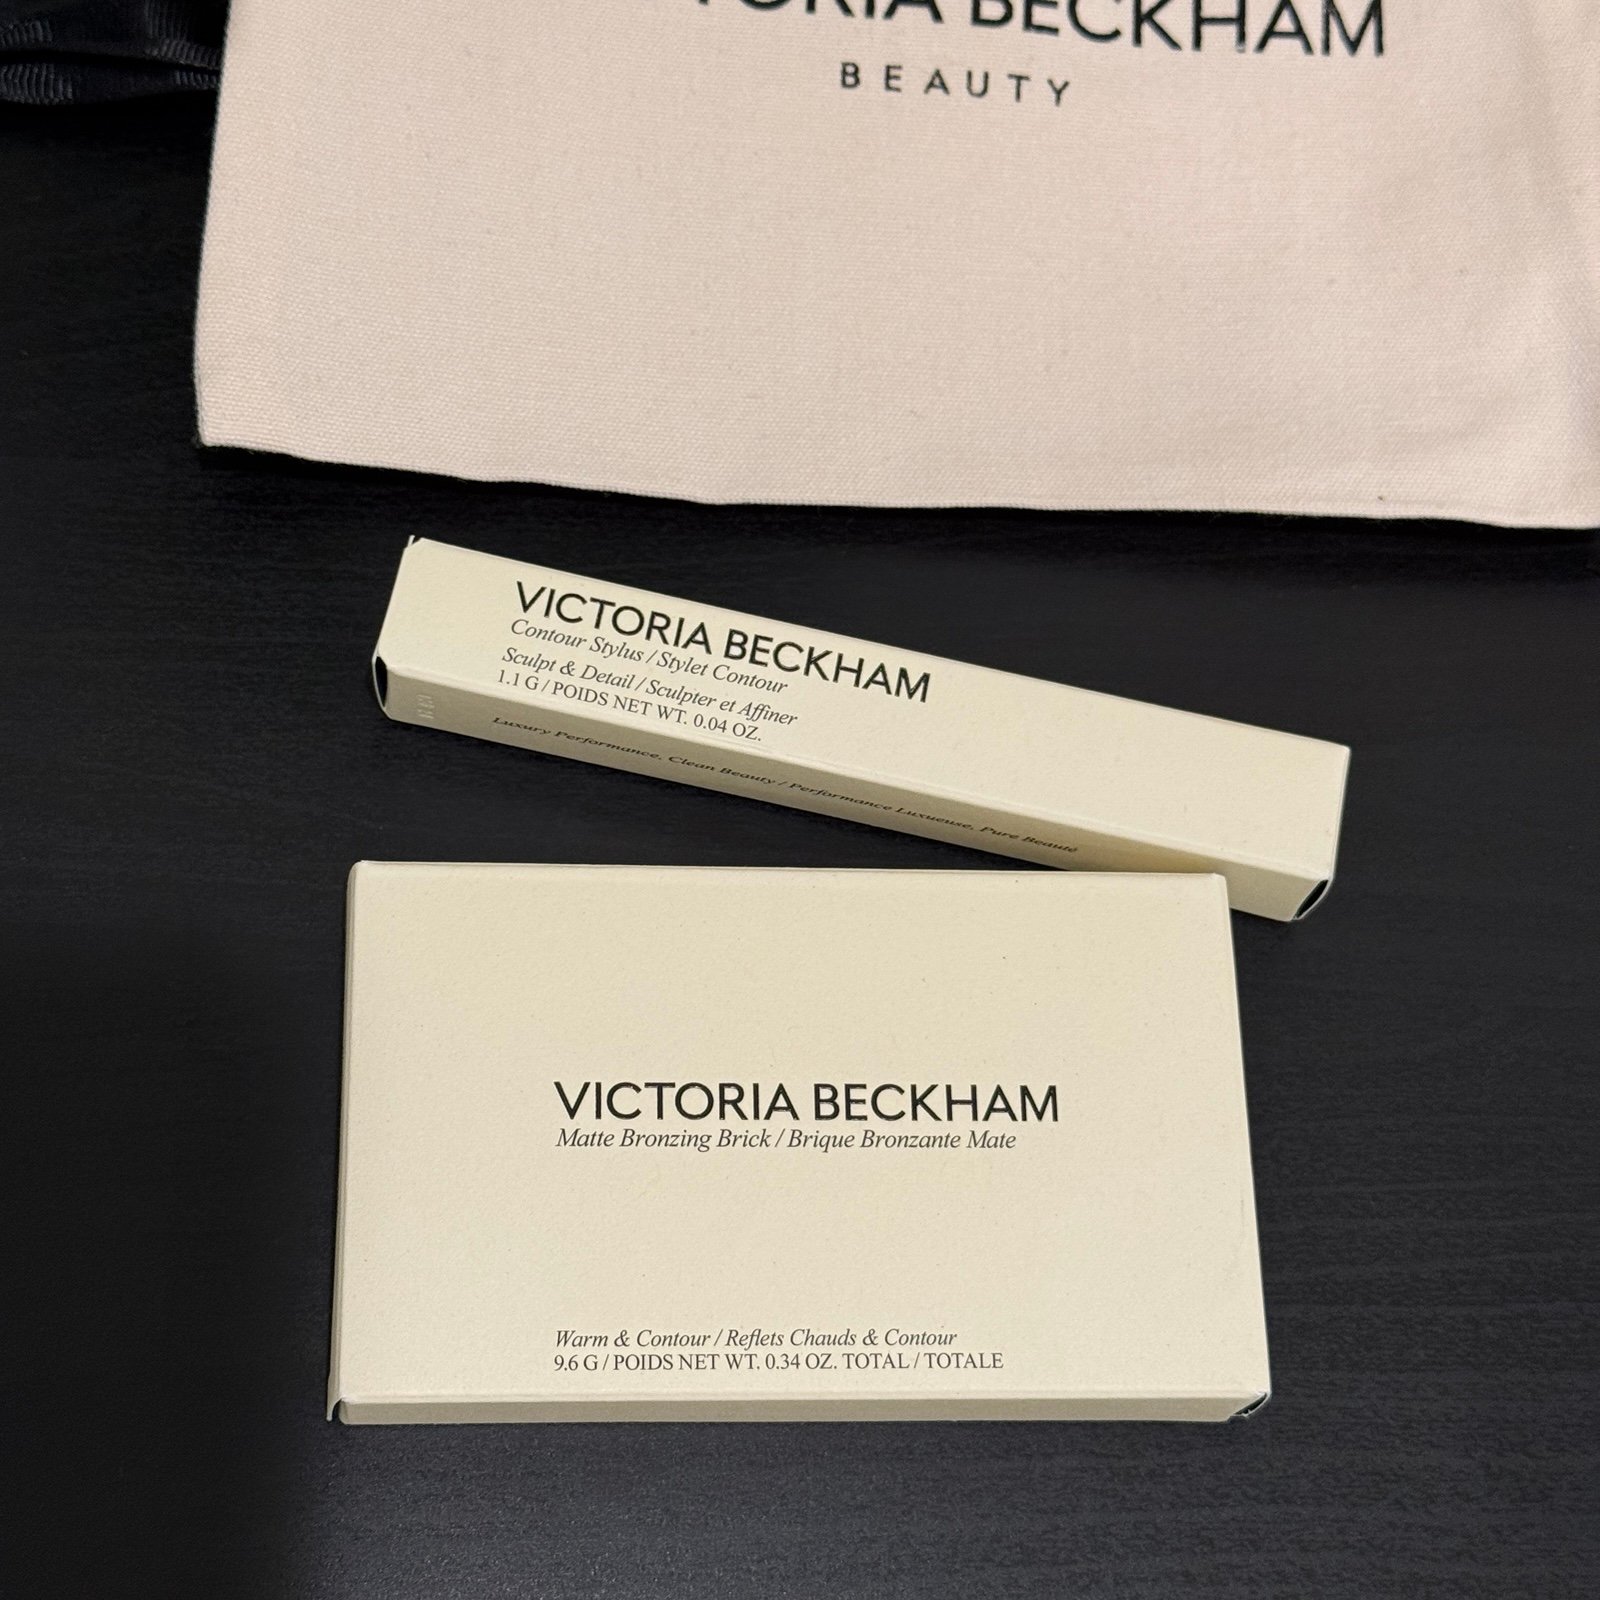 BECKHAM
BEAUTY
VICTORIA BECKHAM
Contour Stylus / Stylet Contour
Sculpt & Detail / Sculpter et Affiner
1.1 G / POIDS NET WT. 0.04 OZ.
Luxury Performance, Clean Beauty / Performance Luxueuse, Pure Beauté
VICTORIA BECKHAM
Matte Bronzing Brick / Brique Bronzante Mate
Warm & Contour / Reflets Chauds & Contour
9.6 G / POIDS NET WT. 0.34 OZ. TOTAL / TOTALE